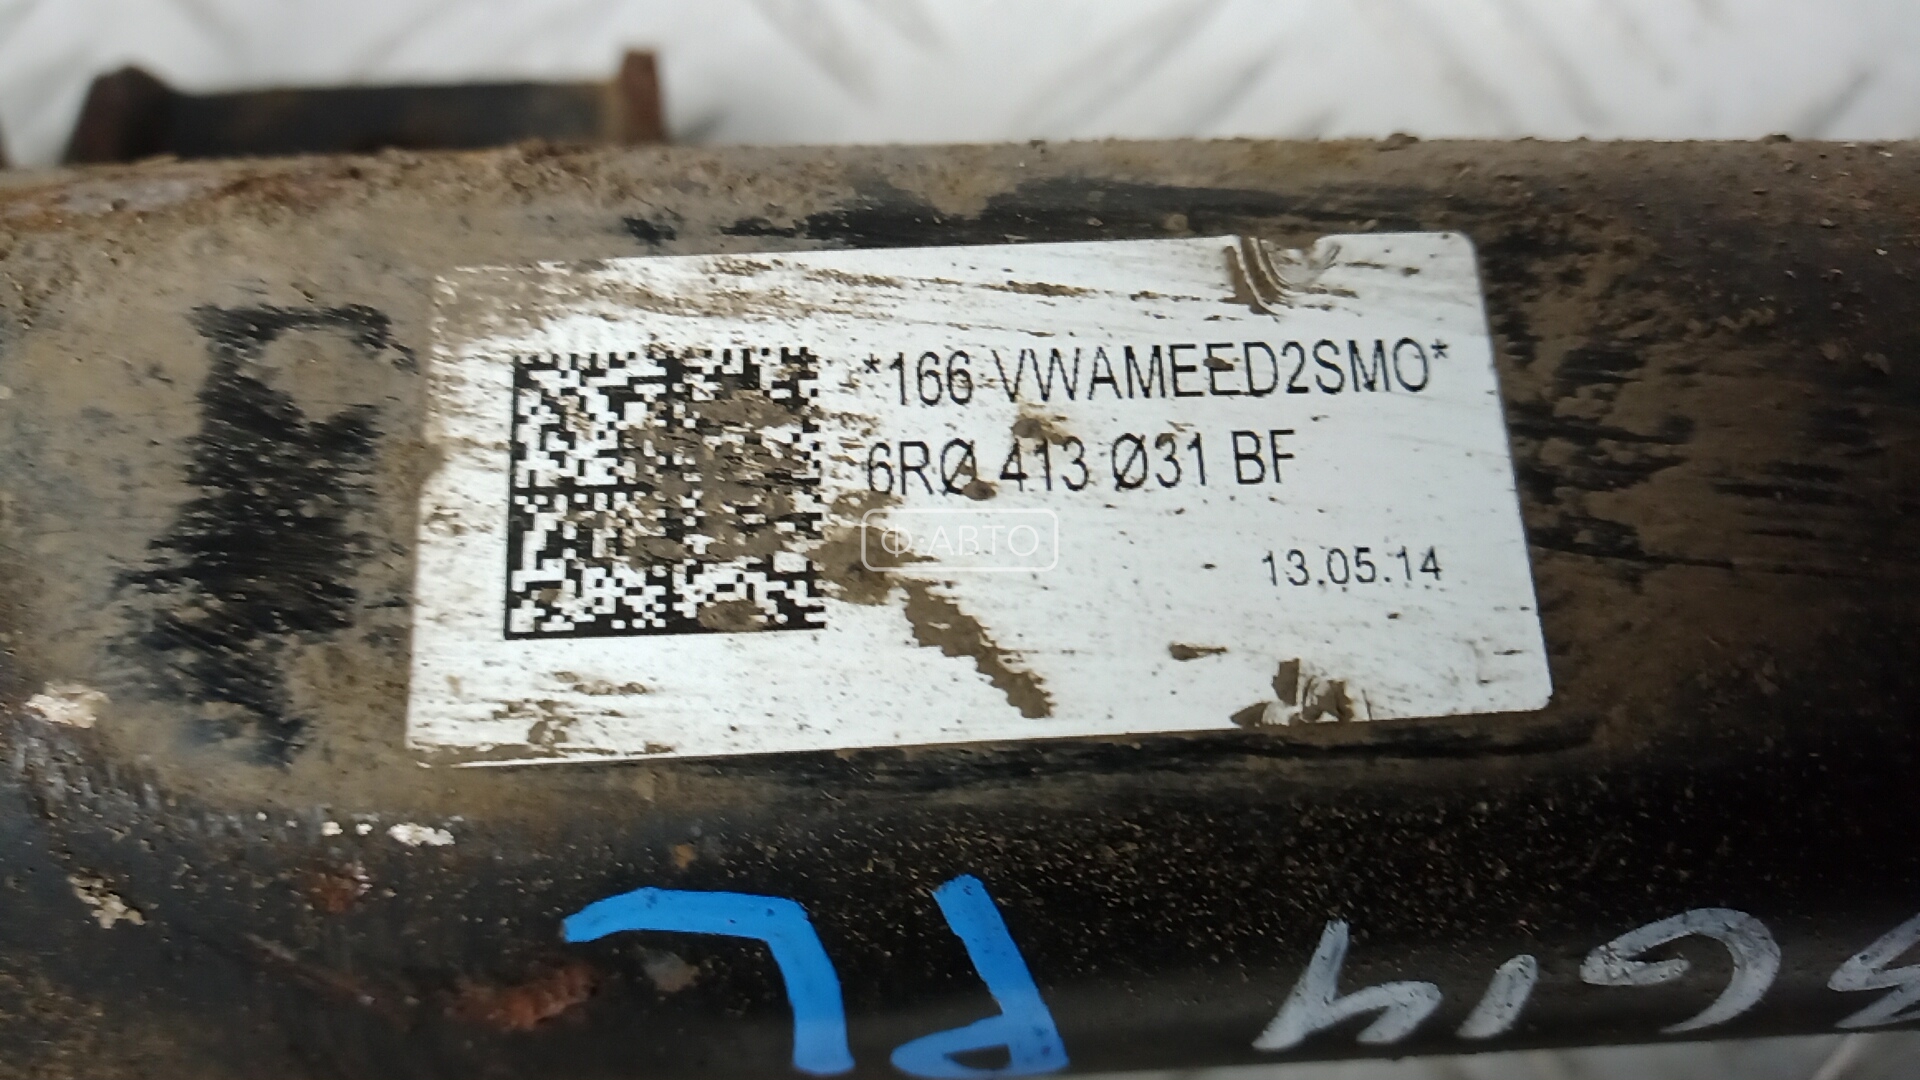 *166 VWAMEED2SMO*
6RØ 413 Ø31 BF
Ф-АВТО
13.05.14
PL